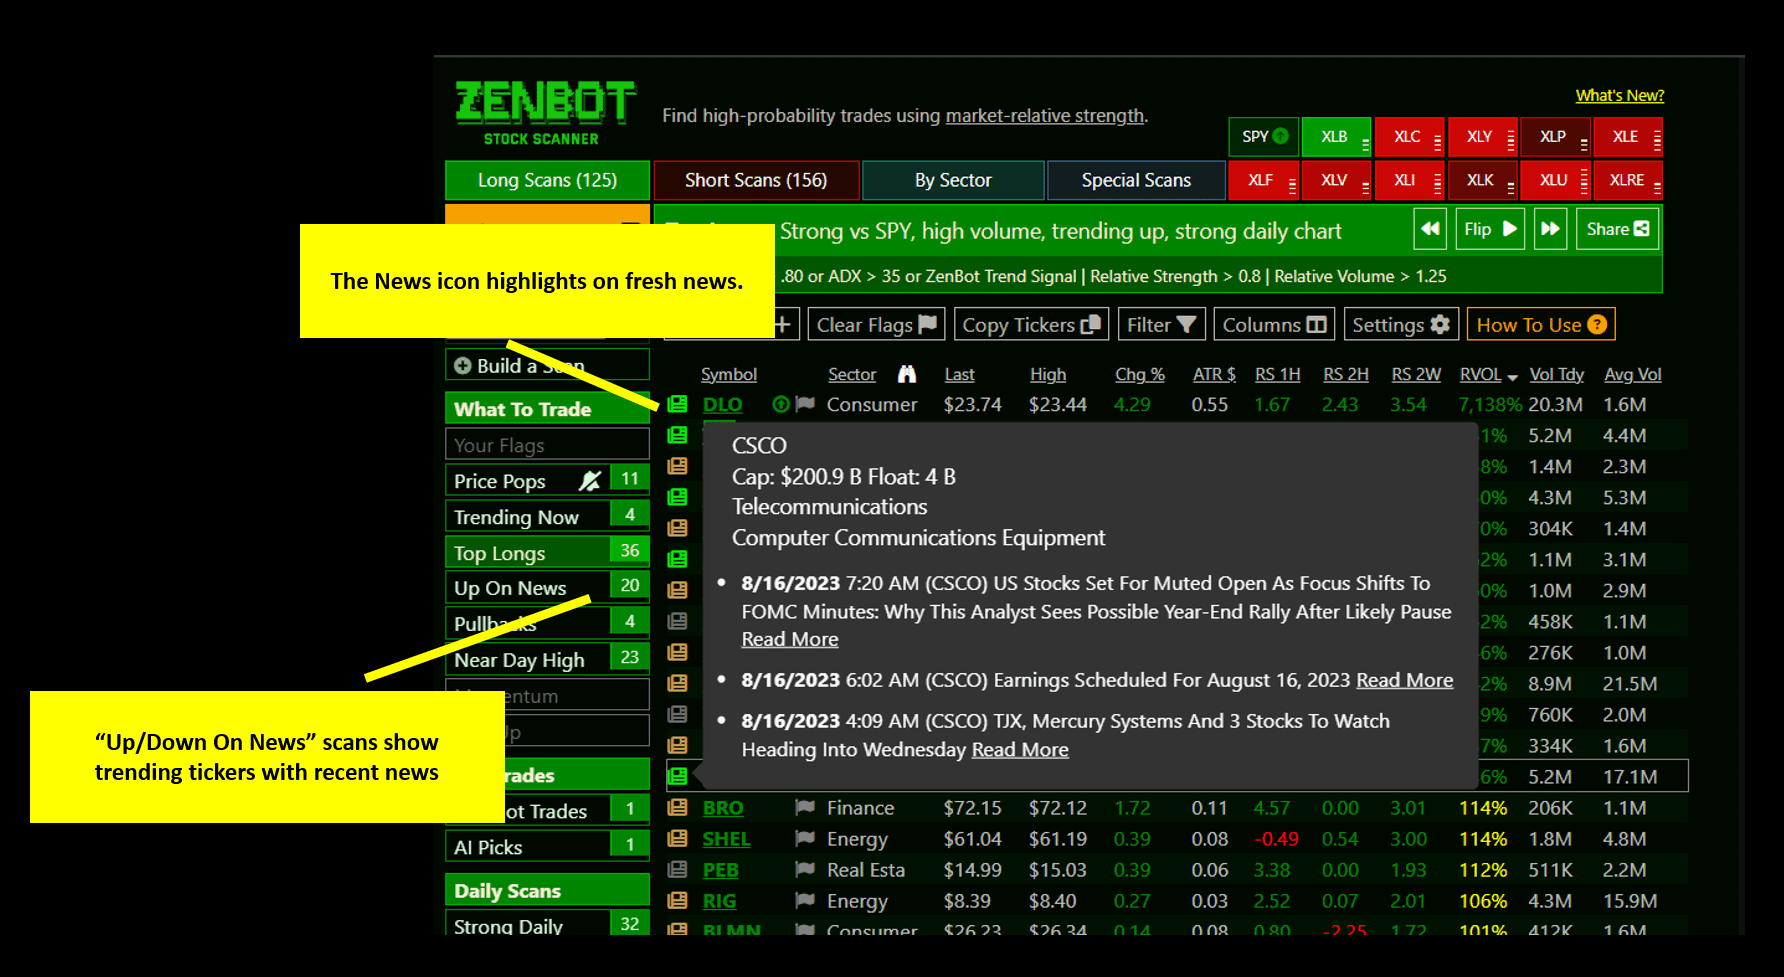 ZENBOT
STOCK SCANNER
Find high-probability trades using market-relative strength.
What's New?
SPY XLB XLC XLY XLP XLE
XLF XLV XLI XLK XLU XLRE
Long Scans (125) Short Scans (156) By Sector Special Scans
Strong vs SPY, high volume, trending up, strong daily chart
Flip Share
.80 or ADX > 35 or ZenBot Trend Signal | Relative Strength > 0.8 | Relative Volume > 1.25
The News icon highlights on fresh news.
Clear Flags Copy Tickers Filter Columns Settings How To Use ?
Build a Scan
What To Trade
Your Flags
Price Pops 11
Trending Now 4
Top Longs 36
Up On News 20
Pullbacks 4
Near Day High 23
“Up/Down On News” scans show
trending tickers with recent news
rades
ot Trades 1
AI Picks 1
Daily Scans
Strong Daily 32
Symbol Sector Last High Chg % ATR $ RS 1H RS 2H RS 2W RVOL Vol Tdy Avg Vol
DLO Consumer $23.74 $23.44 4.29 0.55 1.67 2.43 3.54 7,138% 20.3M 1.6M
1% 5.2M 4.4M
8% 1.4M 2.3M
0% 4.3M 5.3M
0% 304K 1.4M
2% 1.1M 3.1M
0% 1.0M 2.9M
2% 458K 1.1M
6% 276K 1.0M
2% 8.9M 21.5M
9% 760K 2.0M
7% 334K 1.6M
6% 5.2M 17.1M
CSCO
Cap: $200.9 B Float: 4 B
Telecommunications
Computer Communications Equipment
• 8/16/2023 7:20 AM (CSCO) US Stocks Set For Muted Open As Focus Shifts To
FOMC Minutes: Why This Analyst Sees Possible Year-End Rally After Likely Pause
Read More
• 8/16/2023 6:02 AM (CSCO) Earnings Scheduled For August 16, 2023 Read More
• 8/16/2023 4:09 AM (CSCO) TJX, Mercury Systems And 3 Stocks To Watch
Heading Into Wednesday Read More
BRO Finance $72.15 $72.12 1.72 0.11 4.57 0.00 3.01 114% 206K 1.1M
SHEL Energy $61.04 $61.19 0.39 0.08 -0.49 0.54 3.00 114% 1.8M 4.8M
PEB Real Esta $14.99 $15.03 0.39 0.06 3.38 0.00 1.93 112% 511K 2.2M
RIG Energy $8.39 $8.40 0.27 0.03 2.52 0.07 2.01 106% 4.3M 15.9M
BLMN Consumer $26.23 $26.34 0.14 0.08 0.80 -2.25 1.72 101% 412K 1.6M